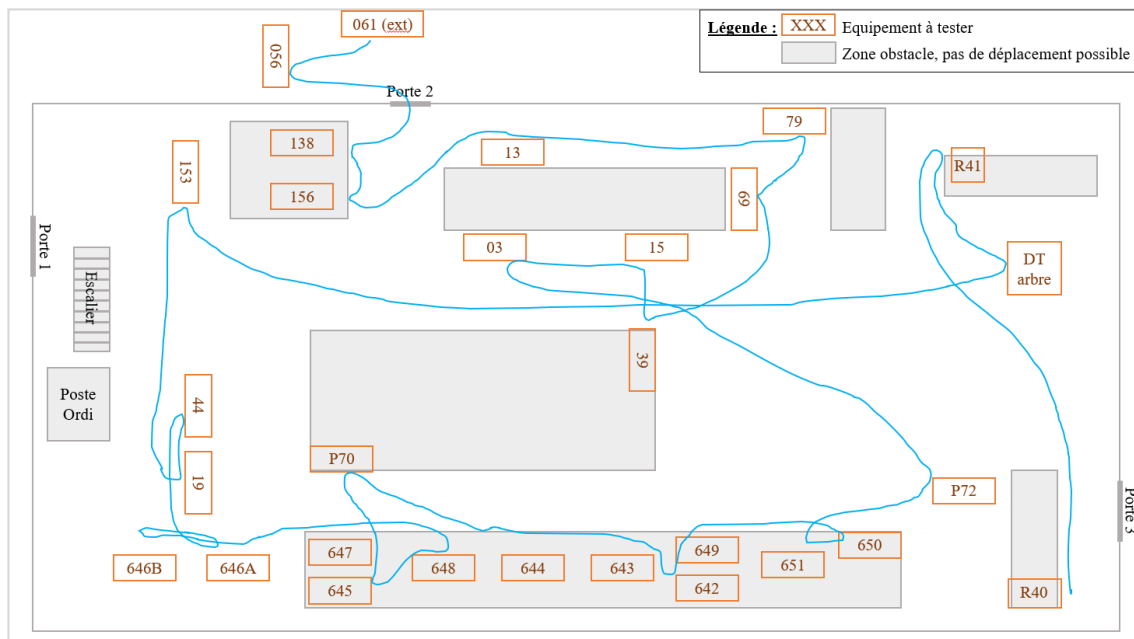 061 (ext)
Légende : XXX Equipement à tester
Zone obstacle, pas de déplacement possible
056
Porte 2
79
138
13
153
R41
156
69
Porte 1
03
15
DT
arbre
Escalier
39
Poste
Ordi
44
P70
19
P72
Porte 3
647
649
650
646B
646A
648
644
643
651
645
642
R40